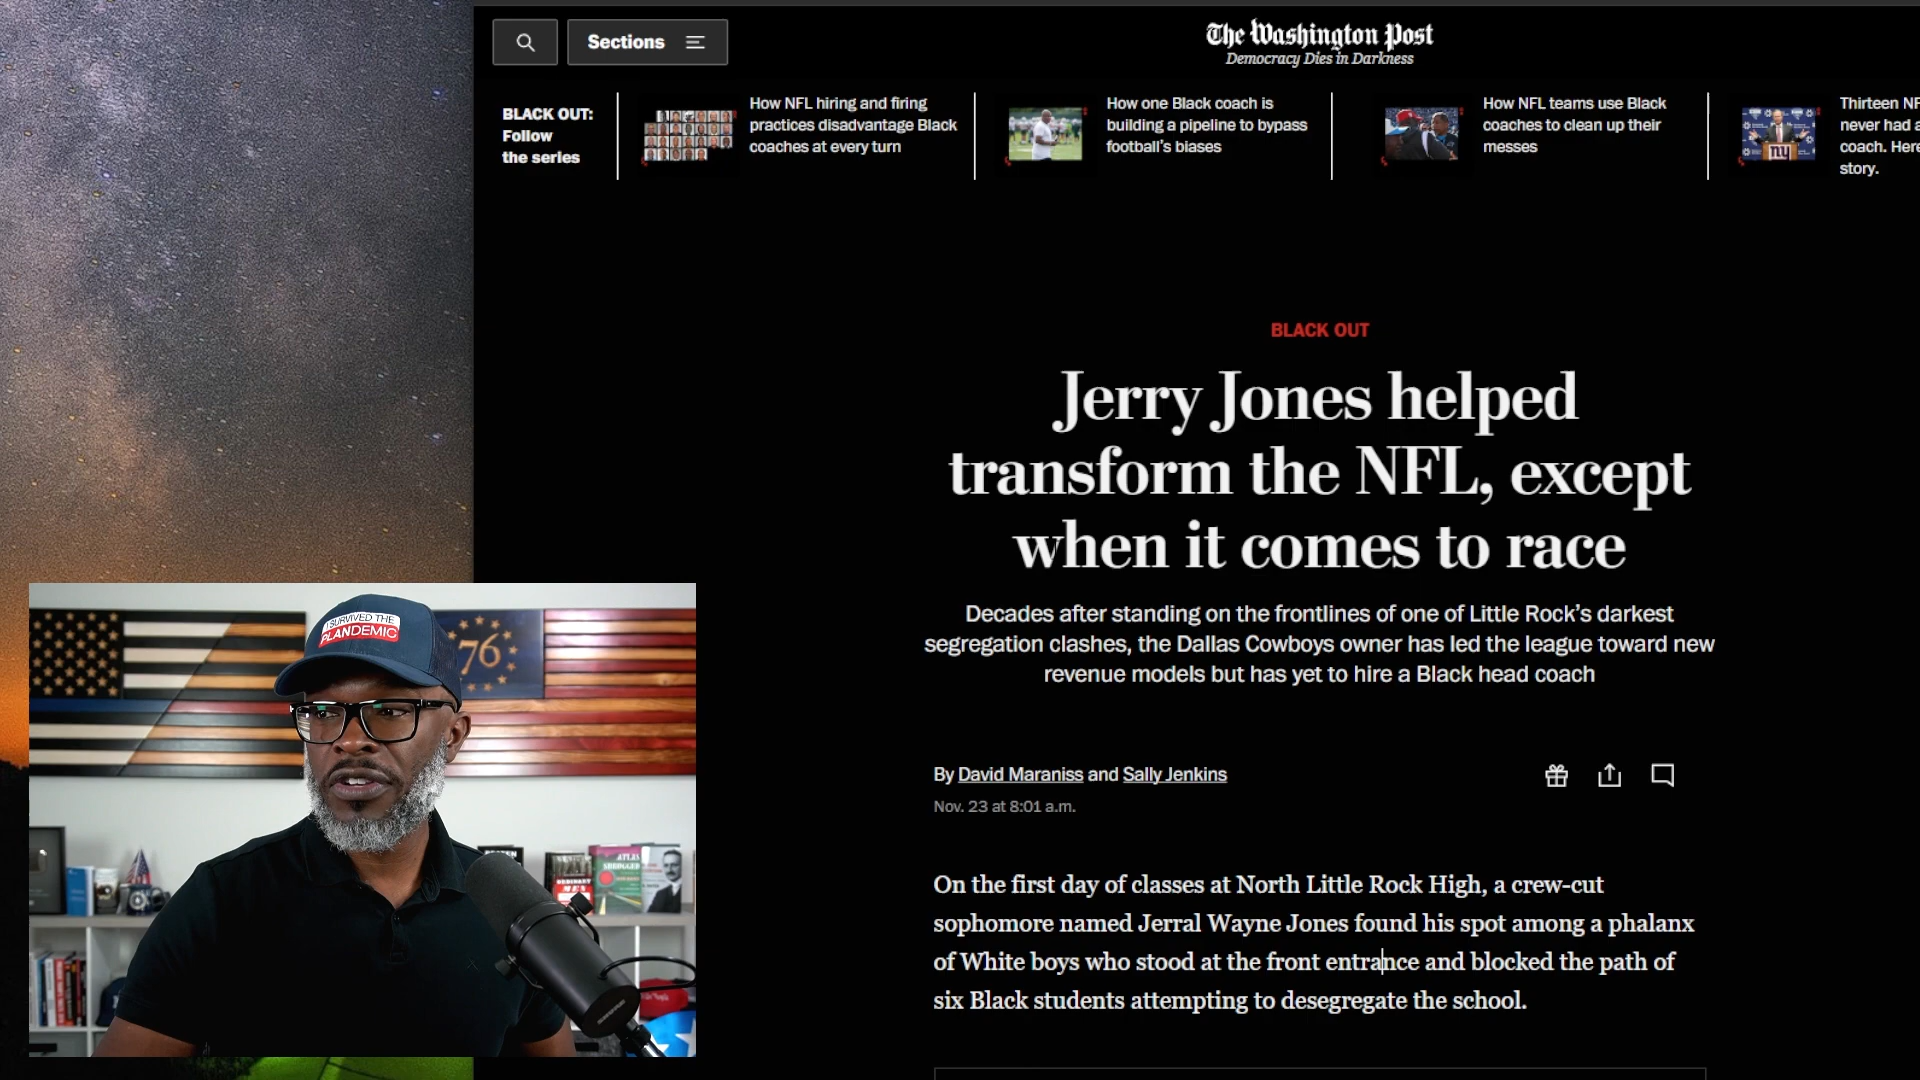 Sections
The Washington Post
Democracy Dies in Darkness
BLACK OUT:
Follow
the series
How NFL hiring and firing
practices disadvantage Black
coaches at every turn
How one Black coach is
building a pipeline to bypass
football's biases
How NFL teams use Black
coaches to clean up their
messes
Thirteen NF
never had a
coach. Here
story.
BLACK OUT
Jerry Jones helped
transform the NFL, except
when it comes to race
Decades after standing on the frontlines of one of Little Rock's darkest
segregation clashes, the Dallas Cowboys owner has led the league toward new
revenue models but has yet to hire a Black head coach
By David Maraniss and Sally Jenkins
Nov. 23 at 8:01 a.m.
On the first day of classes at North Little Rock High, a crew-cut
sophomore named Jerral Wayne Jones found his spot among a phalanx
of White boys who stood at the front entrance and blocked the path of
six Black students attempting to desegregate the school.
I SURVIVED THE
PLANDEMIC
76
ORDINARY
MEN
ATLAS
SHRUGGED
ny